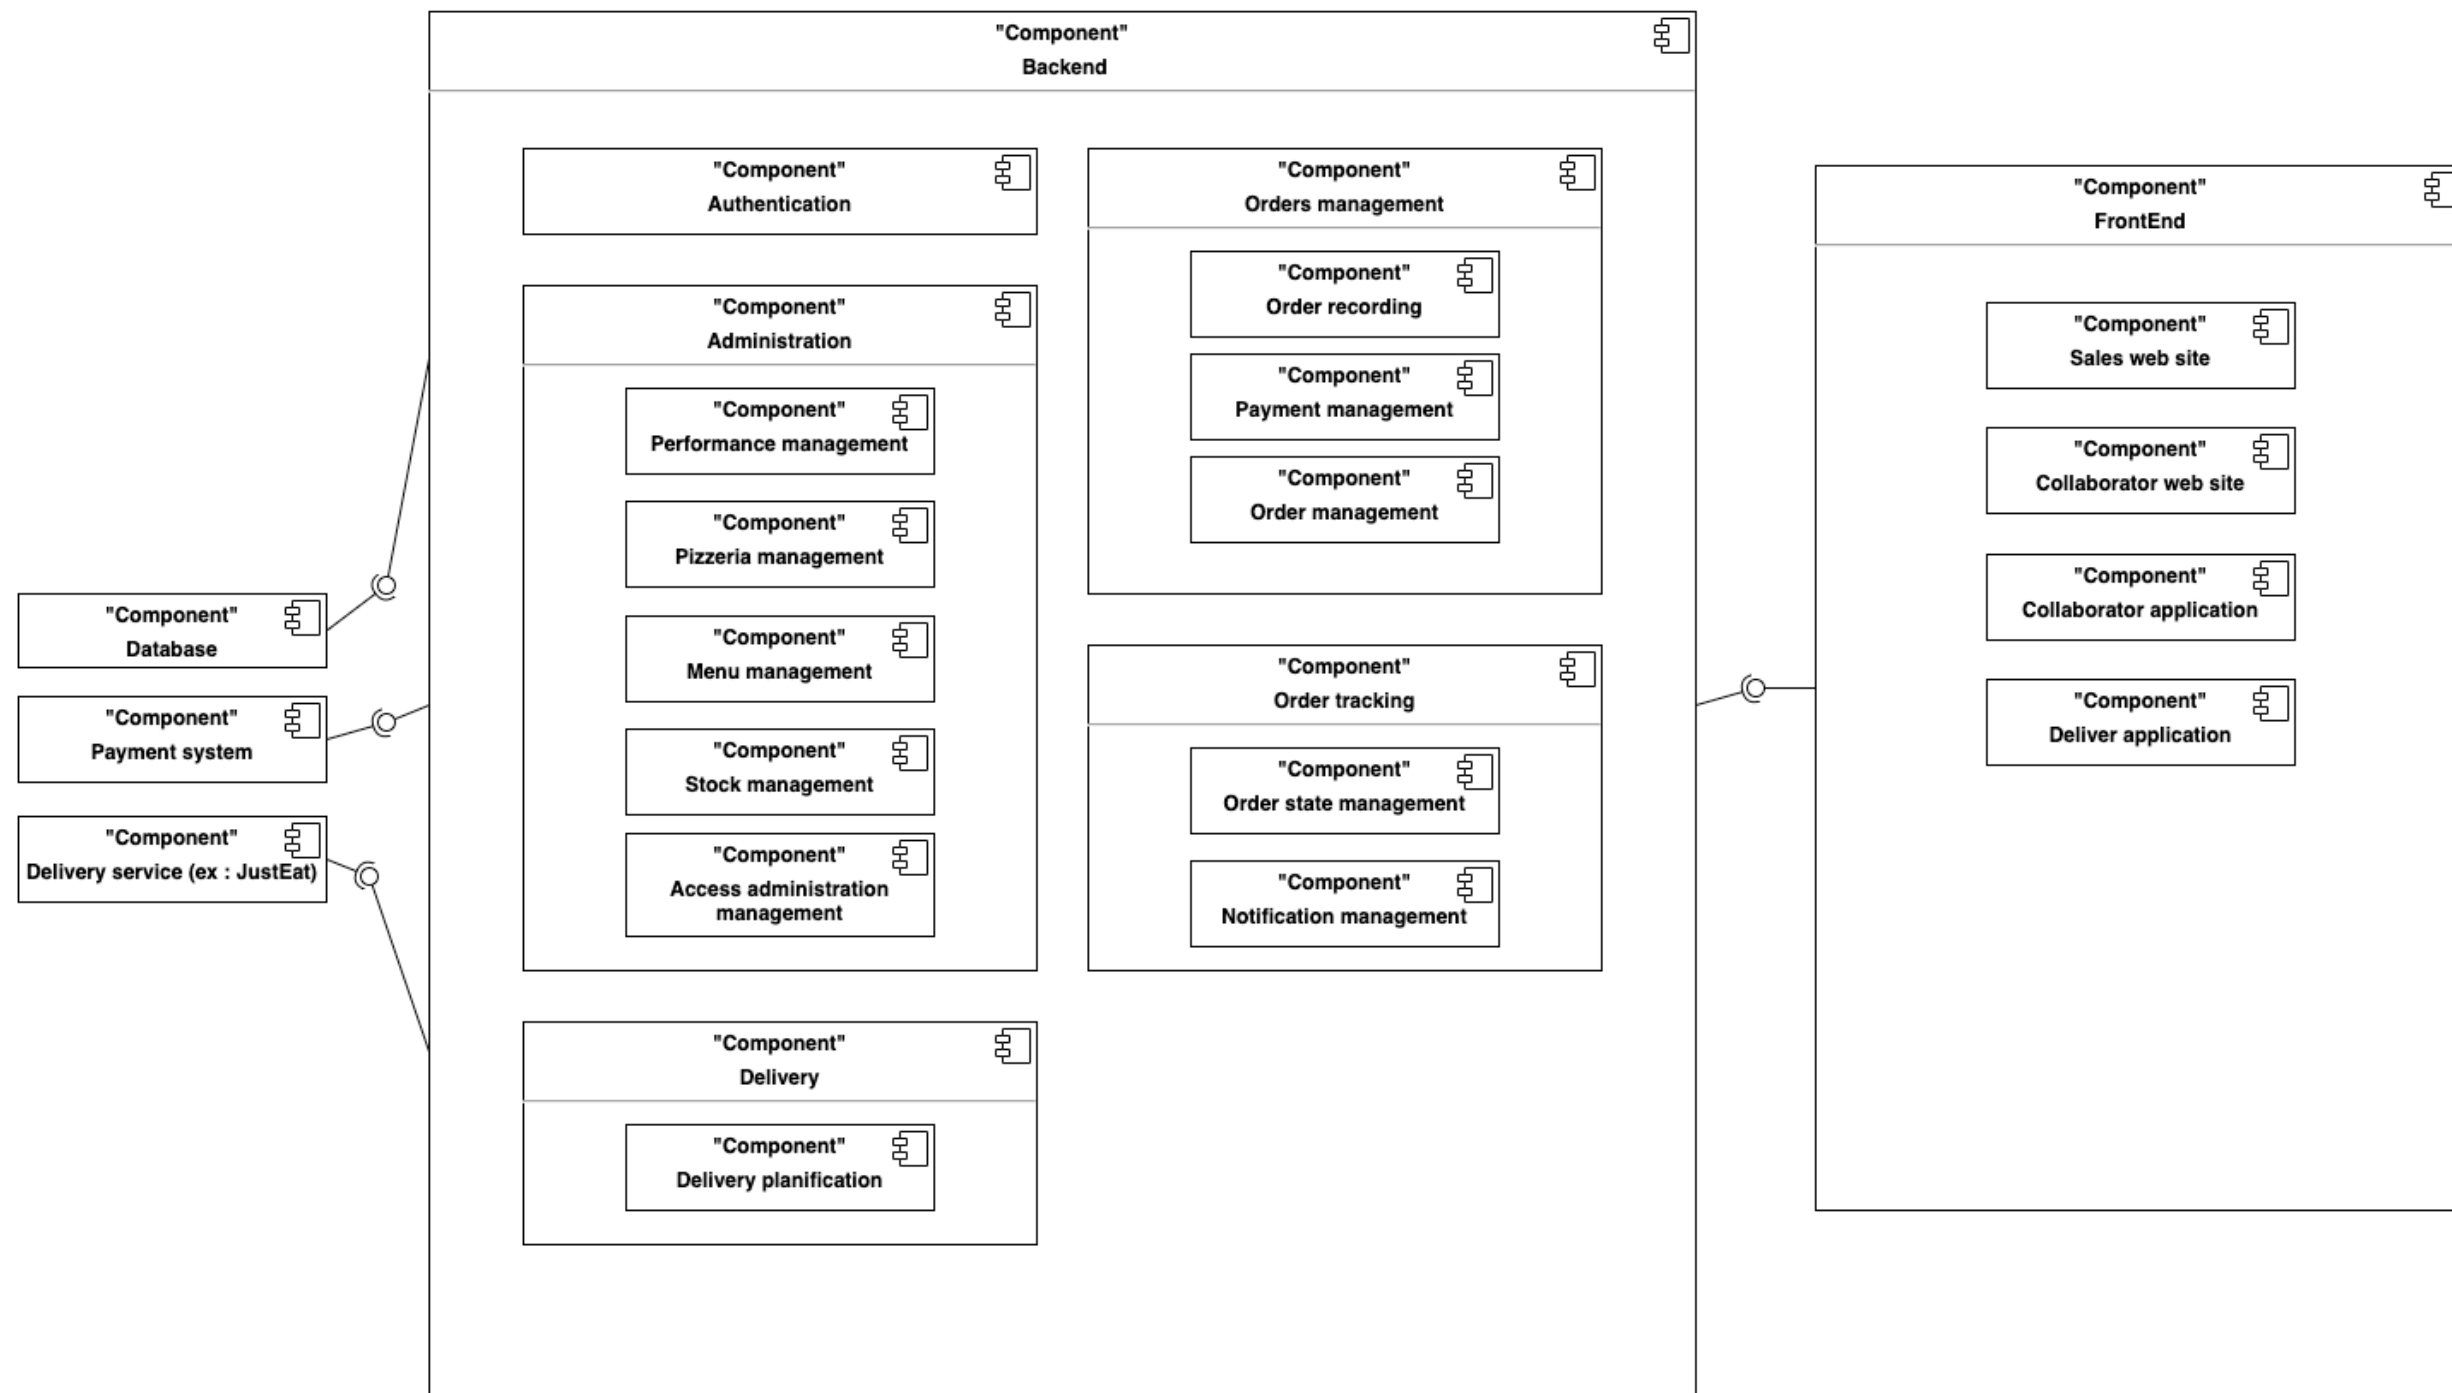 "Component"
Backend
"Component"
Authentication
"Component"
Administration
"Component"
Performance management
"Component"
Pizzeria management
"Component"
Menu management
"Component"
Stock management
"Component"
Access administration
management
"Component"
Delivery
"Component"
Delivery planification
"Component"
Orders management
"Component"
Order recording
"Component"
Payment management
"Component"
Order management
"Component"
Order tracking
"Component"
Order state management
"Component"
Notification management
"Component"
Database
"Component"
Payment system
"Component"
Delivery service (ex : JustEat)
"Component"
FrontEnd
"Component"
Sales web site
"Component"
Collaborator web site
"Component"
Collaborator application
"Component"
Deliver application